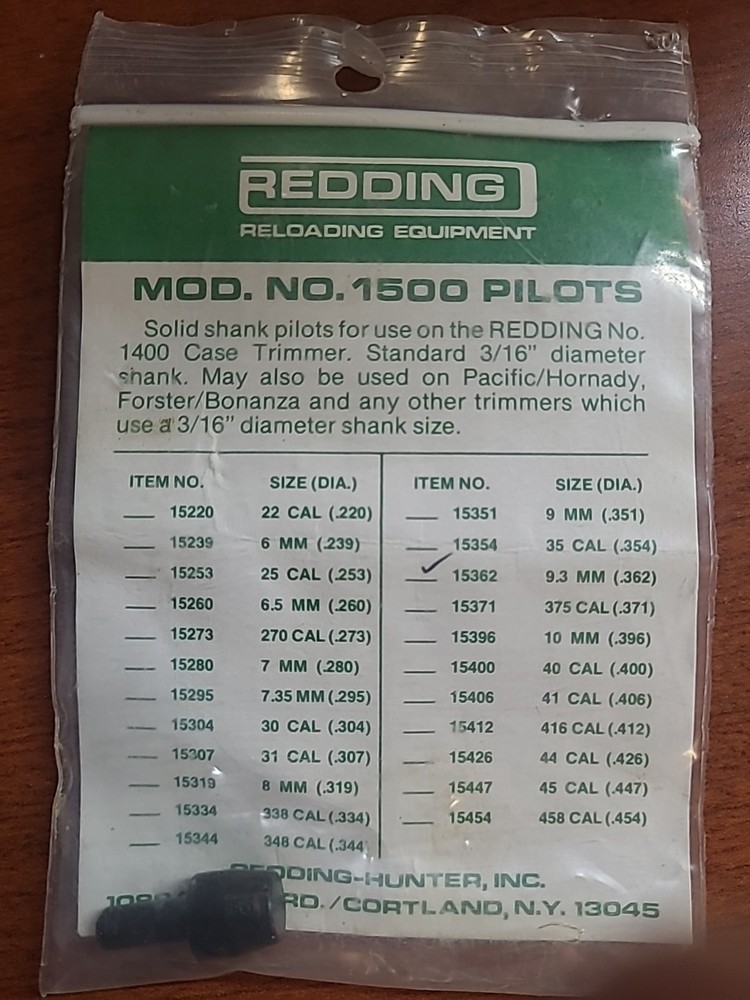 REDDING
RELOADING EQUIPMENT
MOD. NO. 1500 PILOTS
Solid shank pilots for use on the REDDING No.
1400 Case Trimmer. Standard 3/16" diameter
shank. May also be used on Pacific/Hornady,
Forster/Bonanza and any other trimmers which
use a 3/16" diameter shank size.
ITEM NO. SIZE (DIA.) ITEM NO. SIZE (DIA.)
15220 22 CAL (.220) 15351 9 MM (.351)
15239 6 MM (.239) 15354 35 CAL (.354)
15253 25 CAL (.253) ✓ 15362 9.3 MM (.362)
15260 6.5 MM (.260) 15371 375 CAL (.371)
15273 270 CAL (.273) 15396 10 MM (.396)
15280 7 MM (.280) 15400 40 CAL (.400)
15295 7.35 MM (.295) 15406 41 CAL (.406)
15304 30 CAL (.304) 15412 416 CAL (.412)
15307 31 CAL (.307) 15426 44 CAL (.426)
15319 8 MM (.319) 15447 45 CAL (.447)
15334 338 CAL (.334) 15454 458 CAL (.454)
15344 348 CAL (.344
REDDING-HUNTER, INC.
RD./CORTLAND, N.Y. 13045